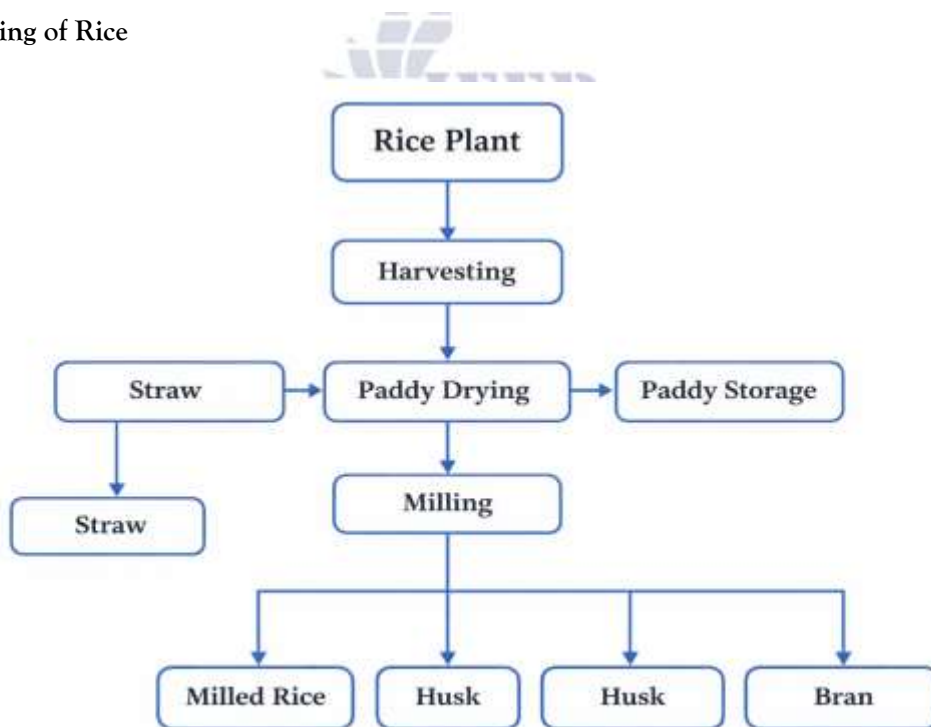 ing of Rice
Rice Plant
Harvesting
Straw
Paddy Drying
Paddy Storage
Straw
Milling
Milled Rice
Husk
Husk
Bran